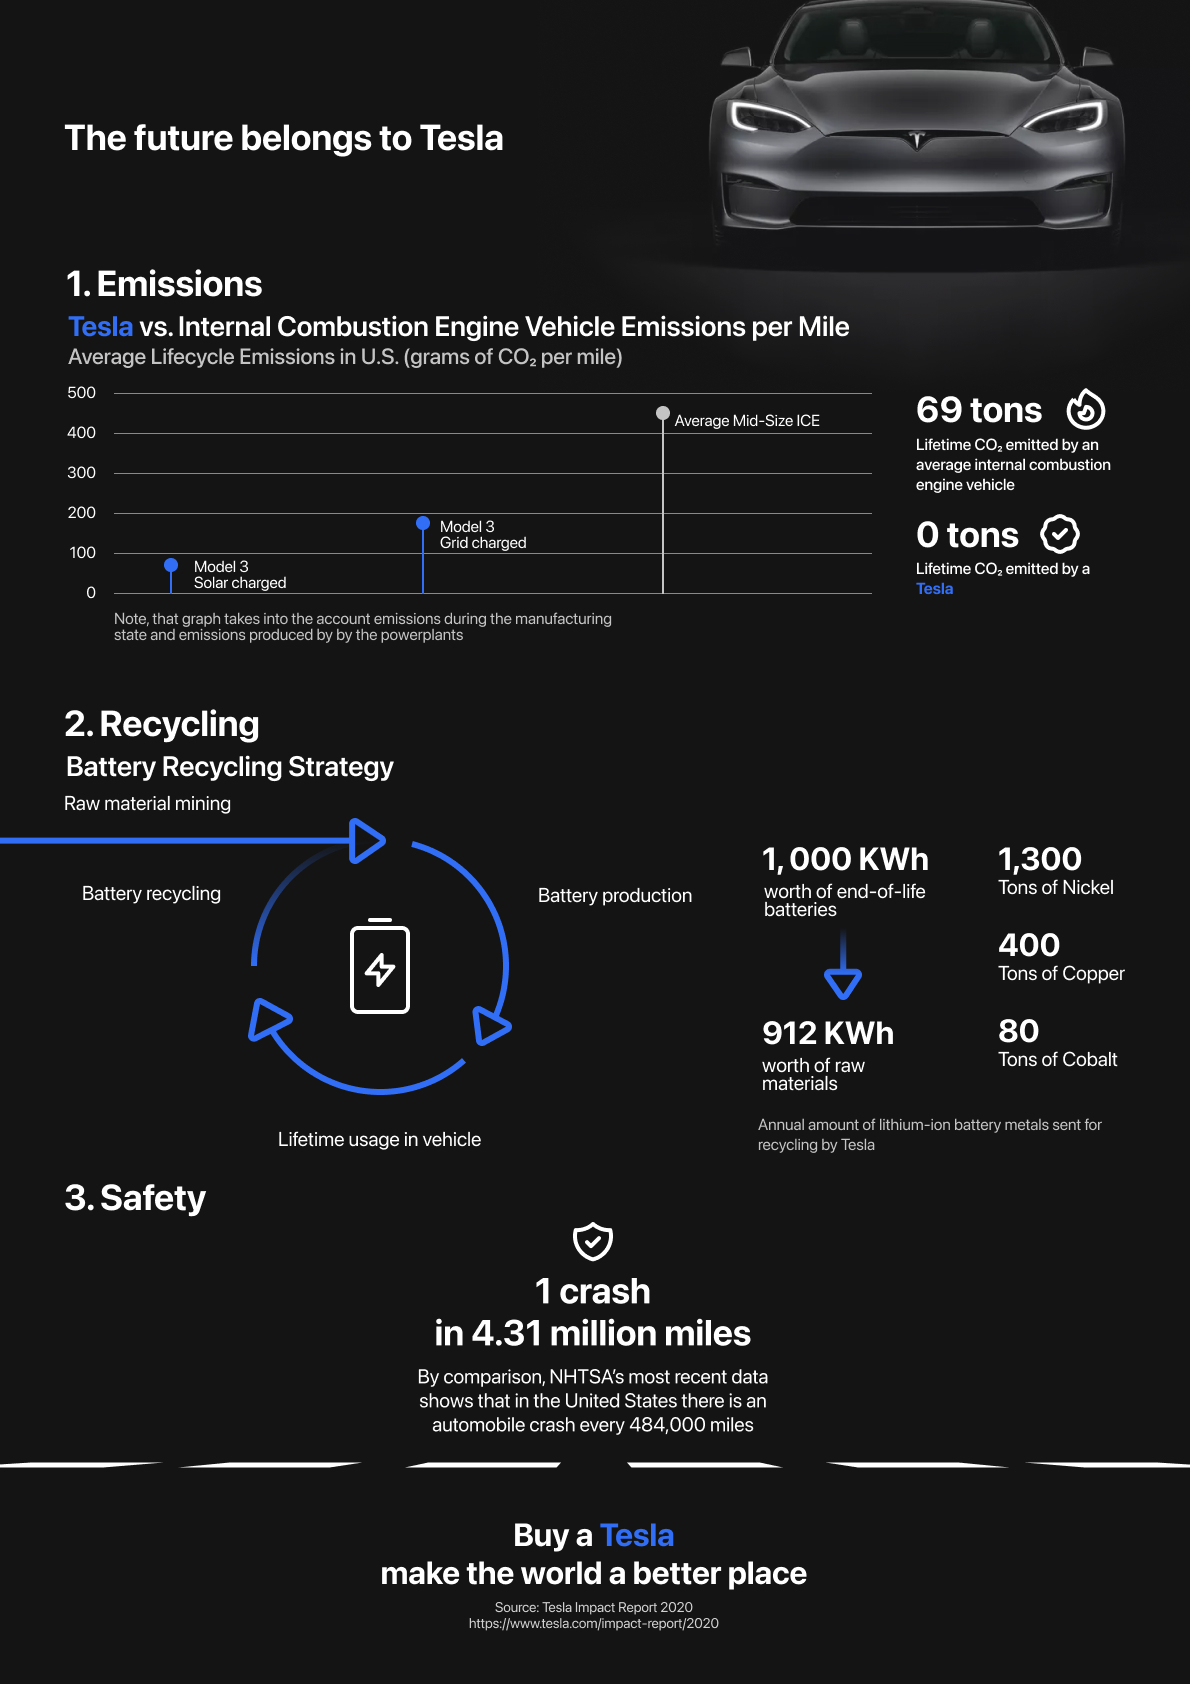 The future belongs to Tesla
1. Emissions
Tesla vs. Internal Combustion Engine Vehicle Emissions per Mile
Average Lifecycle Emissions in U.S. (grams of CO₂ per mile)
500
400
300
200
100
0
Average Mid-Size ICE
Model 3
Grid charged
Model 3
Solar charged
Note, that graph takes into the account emissions during the manufacturing
state and emissions produced by by the powerplants
69 tons
Lifetime CO₂ emitted by an
average internal combustion
engine vehicle
0 tons
Lifetime CO₂ emitted by a
Tesla
2. Recycling
Battery Recycling Strategy
Raw material mining
Battery recycling
Battery production
Lifetime usage in vehicle
1, 000 KWh
worth of end-of-life
batteries
912 KWh
worth of raw
materials
1,300
Tons of Nickel
400
Tons of Copper
80
Tons of Cobalt
Annual amount of lithium-ion battery metals sent for
recycling by Tesla
3. Safety
1 crash
in 4.31 million miles
By comparison, NHTSA’s most recent data
shows that in the United States there is an
automobile crash every 484,000 miles
Buy a Tesla
make the world a better place
Source: Tesla Impact Report 2020
https://www.tesla.com/impact-report/2020